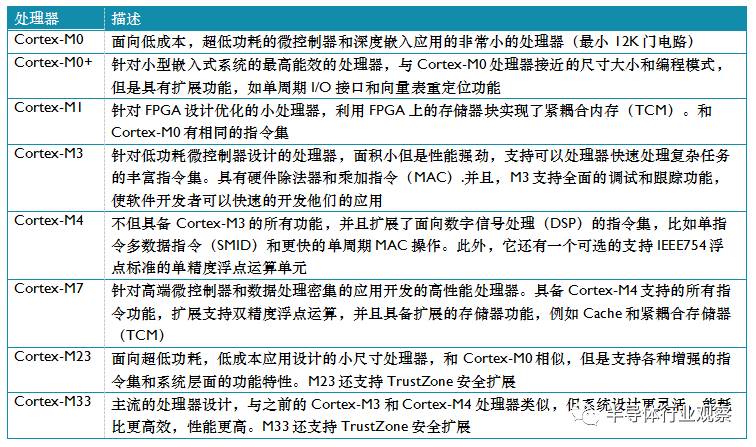 处理器 描述
Cortex-M0 面向低成本，超低功耗的微控制器和深度嵌入应用的非常小的处理器（最小 12K 门电路）
Cortex-M0+ 针对小型嵌入式系统的最高能效的处理器，与 Cortex-M0 处理器接近的尺寸大小和编程模式，
但是具有扩展功能，如单周期 I/O 接口和向量表重定位功能
Cortex-M1 针对 FPGA 设计优化的小处理器，利用 FPGA 上的存储器块实现了紧耦合内存（TCM）。和
Cortex-M0 有相同的指令集
Cortex-M3 针对低功耗微控制器设计的处理器，面积小但是性能强劲，支持可以处理器快速处理复杂任务
的丰富指令集。具有硬件除法器和乘加指令（MAC）.并且，M3 支持全面的调试和跟踪功能，
使软件开发者可以快速的开发他们的应用
Cortex-M4 不但具备 Cortex-M3 的所有功能，并且扩展了面向数字信号处理（DSP）的指令集，比如单指
令多数据指令（SMID）和更快的单周期 MAC 操作。此外，它还有一个可选的支持 IEEE754 浮
点标准的单精度浮点运算单元
Cortex-M7 针对高端微控制器和数据处理密集的应用开发的高性能处理器。具备 Cortex-M4 支持的所有指
令功能，扩展支持双精度浮点运算，并且具备扩展的存储器功能，例如 Cache 和紧耦合存储器
（TCM）
Cortex-M23 面向超低功耗，低成本应用设计的小尺寸处理器，和 Cortex-M0 相似，但是支持各种增强的指
令集和系统层面的功能特性。M23 还支持 TrustZone 安全扩展
Cortex-M33 主流的处理器设计，与之前的 Cortex-M3 和 Cortex-M4 处理器类似，但系统设计更灵活，能耗
比更高效，性能更高。M33 还支持 TrustZone 安全扩展
半导体行业观察